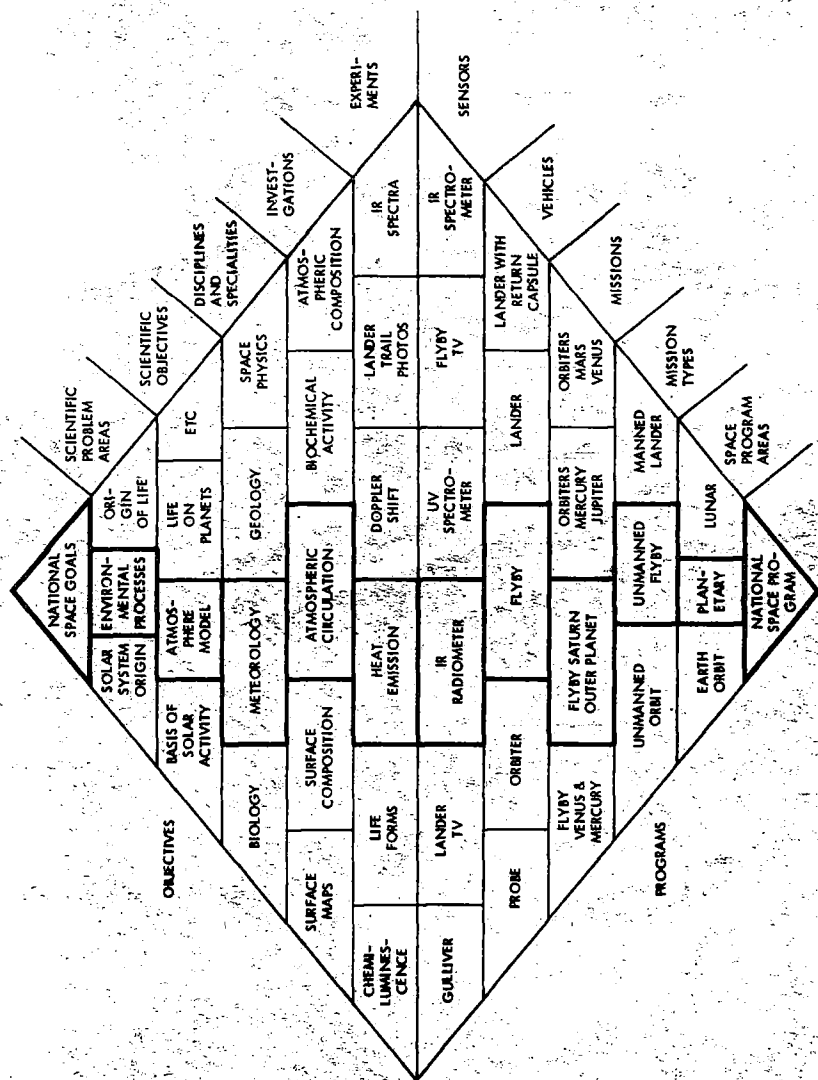 NATIONAL
SPACE GOALS
SCIENTIFIC
PROBLEM
AREAS
SOLAR
SYSTEM
ORIGIN
ENVIRON-
MENTAL
PROCESSES
ORI-
GIN
OF LIFE
SCIENTIFIC
OBJECTIVES
OBJECTIVES
BASIS OF
SOLAR
ACTIVITY
ATMOS-
PHERE
MODEL
LIFE
ON
PLANETS
ETC
DISCIPLINES
AND
SPECIALITIES
BIOLOGY
METEOROLOGY
GEOLOGY
SPACE
PHYSICS
INVEST-
GATIONS
SURFACE
MAPS
SURFACE
COMPOSITION
ATMOSPHERIC
CIRCULATION
BIOCHEMICAL
ACTIVITY
ATMOS-
PHERIC
COMPOSITION
EXPERI-
MENTS
CHEMI-
LUMINES-
CENCE
LIFE
FORMS
HEAT
EMISSION
DOPPLER
SHIFT
LANDER
TRAIL
PHOTOS
IR
SPECTRA
SENSORS
GULLIVER
LANDER
TV
IR
RADIOMETER
UV
SPECTRO-
METER
FLYBY
TV
IR
SPECTRO-
METER
VEHICLES
PROBE
ORBITER
FLYBY
LANDER
LANDER WITH
RETURN
CAPSULE
MISSIONS
FLYBY
VENUS &
MERCURY
FLYBY SATURN
OUTER PLANET
ORBITERS
MERCURY
JUPITER
ORBITERS
MARS
VENUS
MISSION
TYPES
PROGRAMS
UNMANNED
ORBIT
UNMANNED
FLYBY
MANNED
LANDER
SPACE
PROGRAM
AREAS
EARTH
ORBIT
PLAN-
ETARY
LUNAR
NATIONAL
SPACE PRO-
GRAM